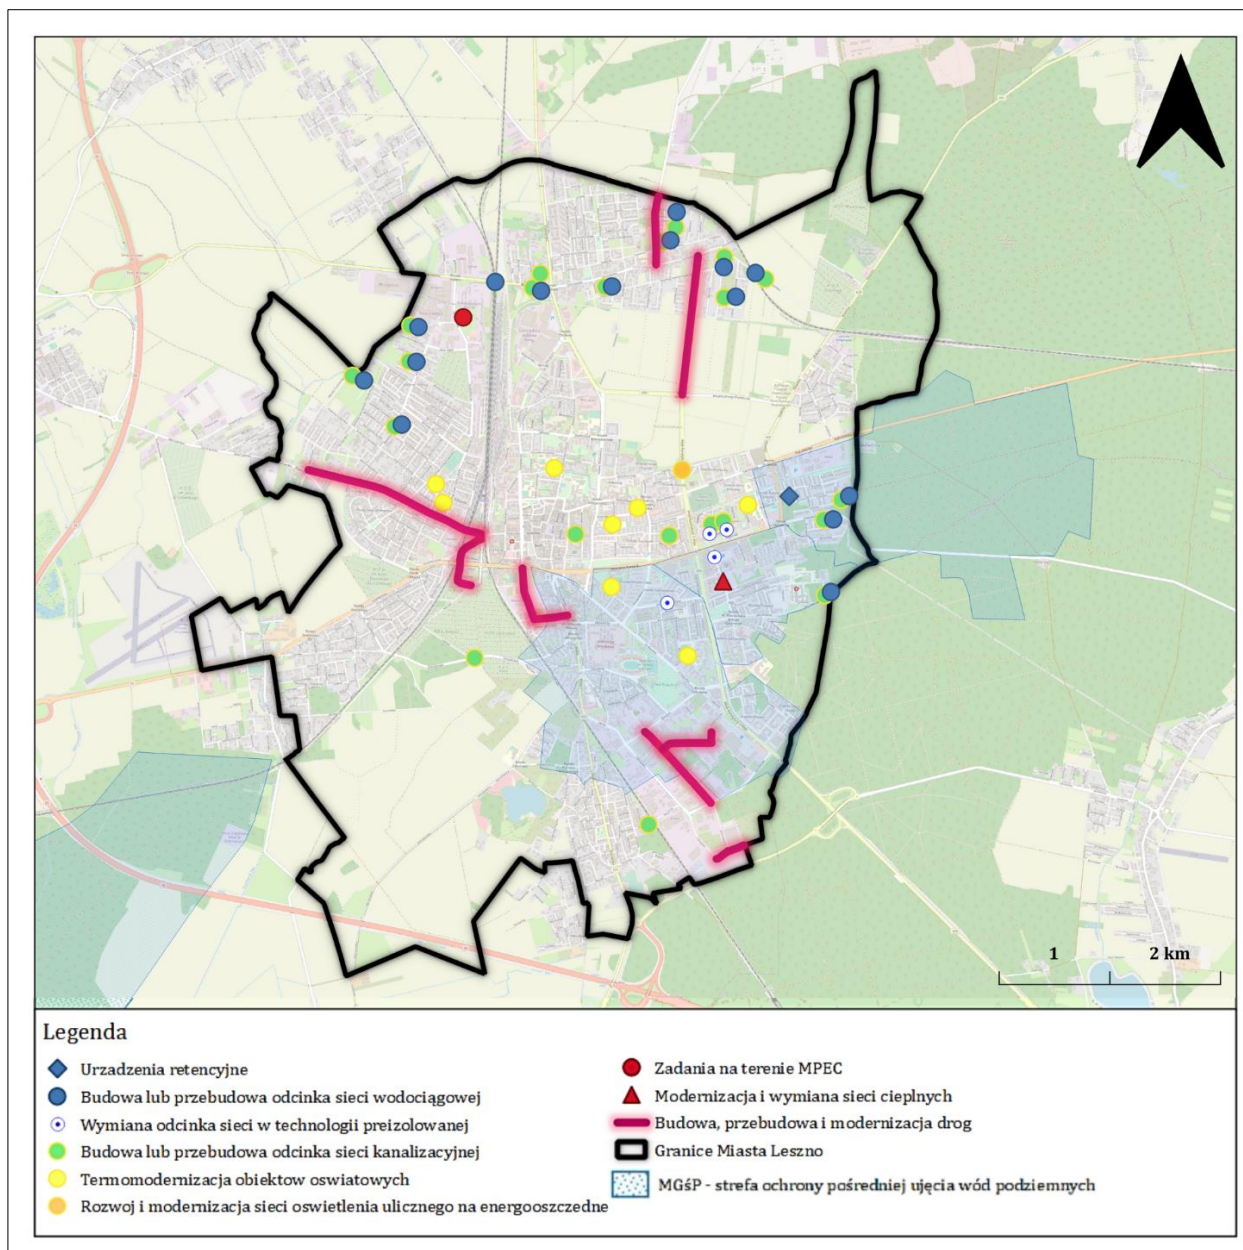 1
2 km
Legenda
Urzadzenia retencyjne
Budowa lub przebudowa odcinka sieci wodociągowej
Wymiana odcinka sieci w technologii preizolowanej
Budowa lub przebudowa odcinka sieci kanalizacyjnej
Termomodernizacja obiektow oswiatowych
Rozwoj i modernizacja sieci oswietlenia ulicznego na energooszczedne
Zadania na terenie MPEC
Modernizacja i wymiana sieci cieplnych
Budowa, przebudowa i modernizacja drog
Granice Miasta Leszno
MGśP - strefa ochrony pośredniej ujęcia wód podziemnych